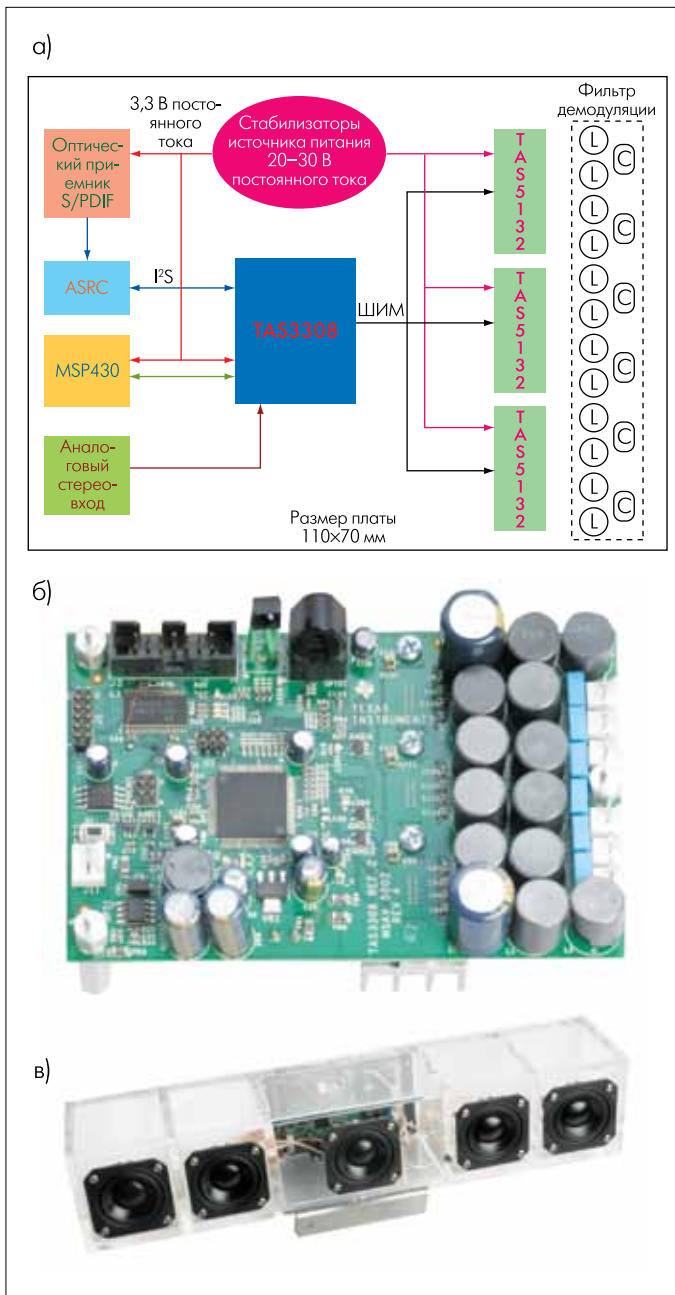 а)
3,3 В посто-
янного
тока
Стабилизаторы
источника питания
20–30 В
постоянного тока
Фильтр
демодуляции
Оптичес-
кий при-
емник
S/PDIF
ASRC
I²S
TAS3308
MSP430
Анало-
говый
стерео-
вход
ШИМ
TAS5132
TAS5132
TAS5132
L
L
C
L
L
C
L
L
C
L
L
C
L
L
C
L
L
C
Размер платы
110×70 мм
б)
TEXAS
INSTRUMENTS
в)